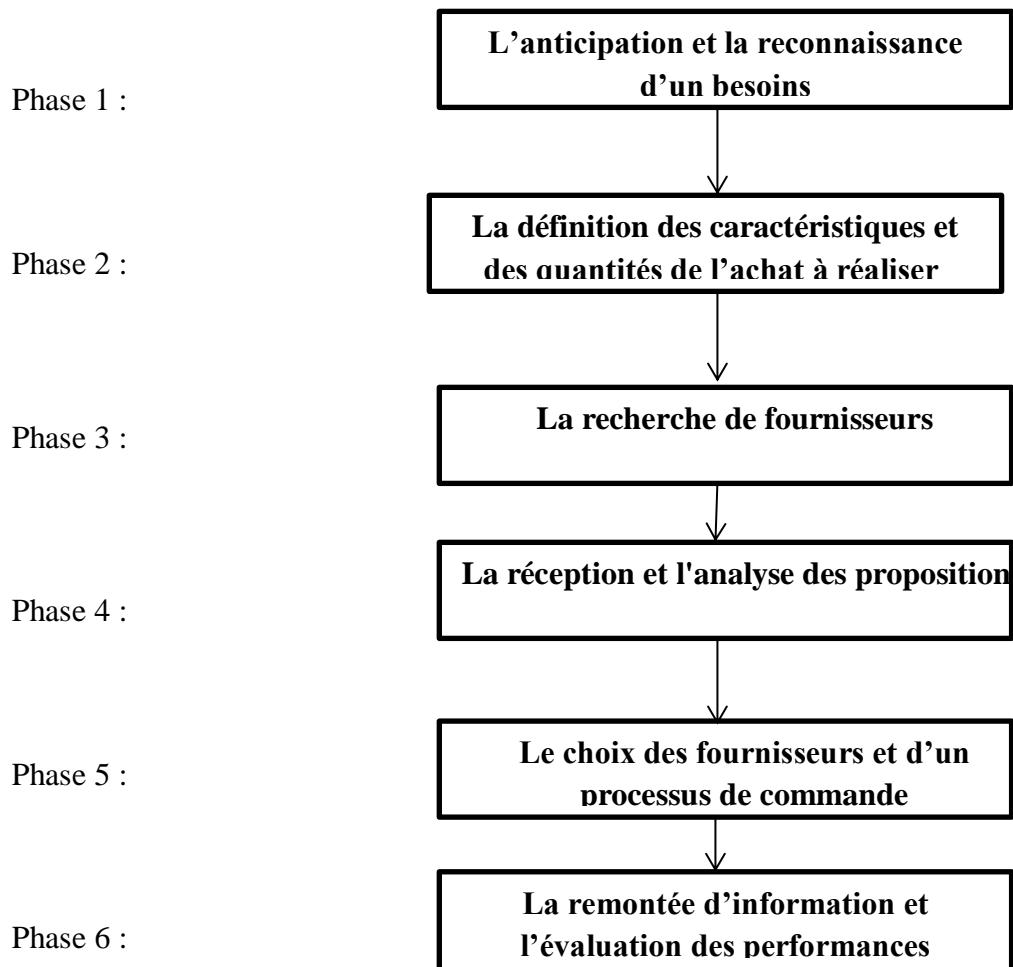 L’anticipation et la reconnaissance
d’un besoins
Phase 1 :
La définition des caractéristiques et
des quantités de l’achat à réaliser
Phase 2 :
La recherche de fournisseurs
Phase 3 :
La réception et l'analyse des proposition
Phase 4 :
Le choix des fournisseurs et d’un
processus de commande
Phase 5 :
La remontée d’information et
l’évaluation des performances
Phase 6 :